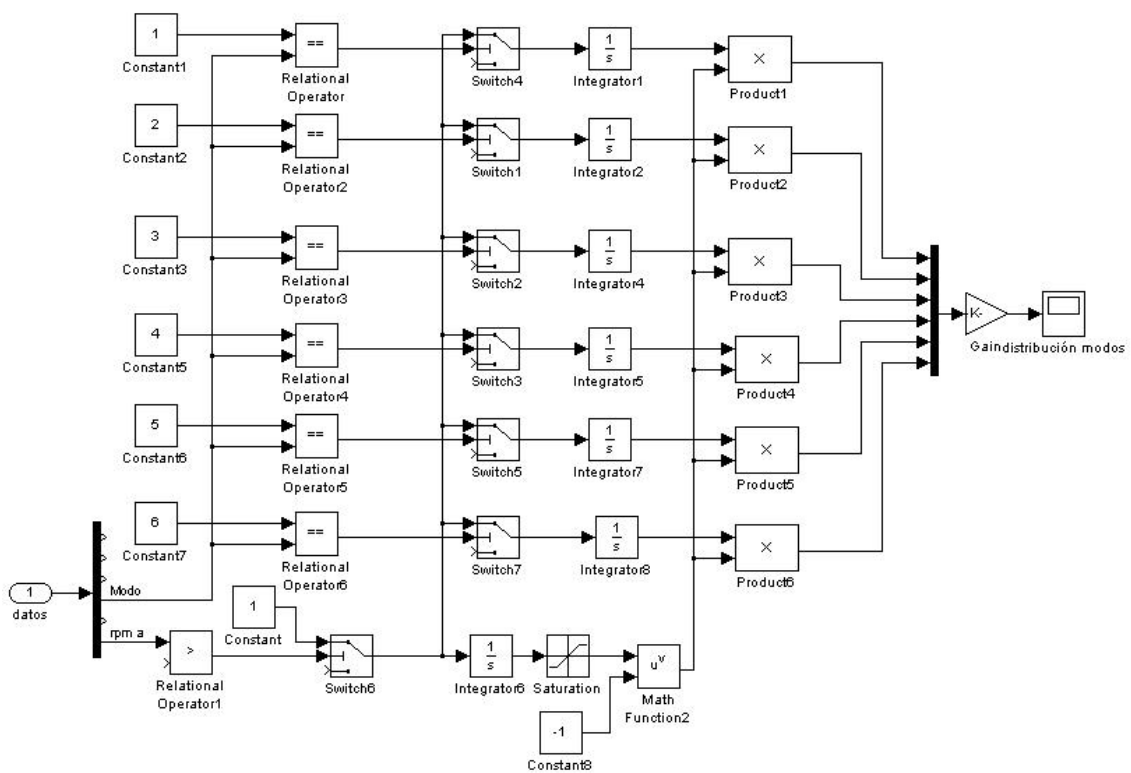 1
Constant1
==
Relational
Operator
Switch4
1
s
Integrator1
×
Product1
2
Constant2
==
Relational
Operator2
Switch1
1
s
Integrator2
×
Product2
3
Constant3
==
Relational
Operator3
Switch2
1
s
Integrator4
×
Product3
4
Constant5
==
Relational
Operator4
Switch3
1
s
Integrator5
×
Product4
K-
Gain
distribución modos
5
Constant6
==
Relational
Operator5
Switch5
1
s
Integrator7
×
Product5
6
Constant7
==
Relational
Operator6
Switch7
1
s
Integrator8
×
Product6
1
datos
Modo
rpm a
>
Relational
Operator1
1
Constant
Switch6
1
s
Integrator6
Saturation
u^v
Math
Function2
-1
Constant8